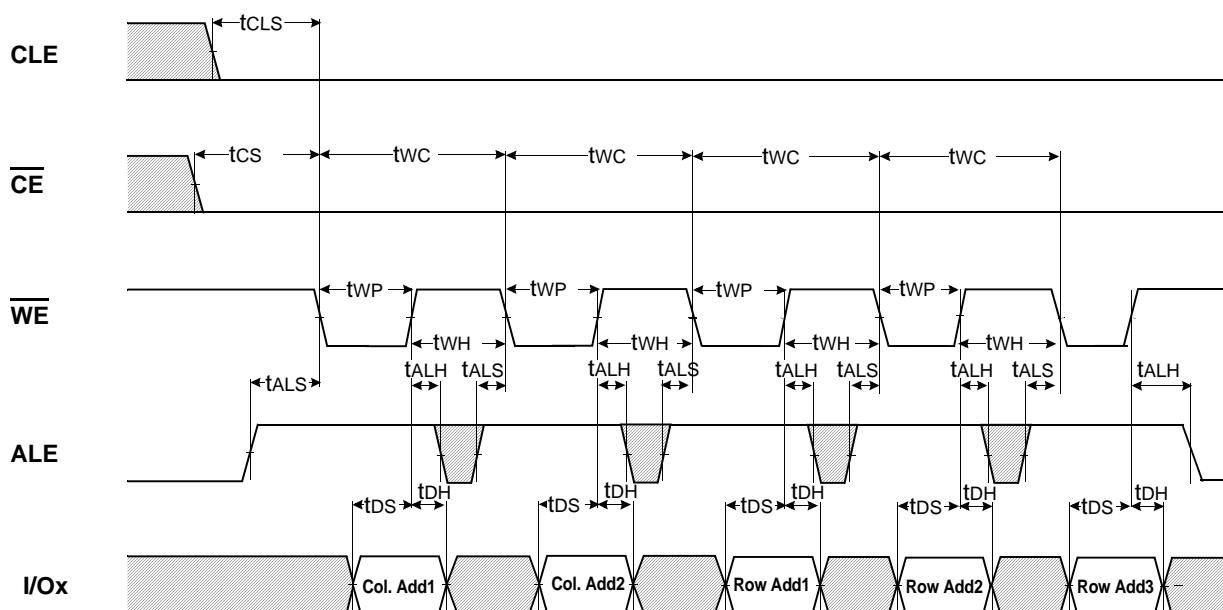 CLE
tCLS
CE
tCS
tWC
tWC
tWC
tWC
WE
tWP
tWP
tWP
tWP
tWH
tWH
tWH
tWH
tALS
tALH
tALS
tALH
tALS
tALH
tALS
tALH
tALS
tALH
ALE
tDS
tDH
tDS
tDH
tDS
tDH
tDS
tDH
tDS
tDH
I/Ox
Col. Add1
Col. Add2
Row Add1
Row Add2
Row Add3